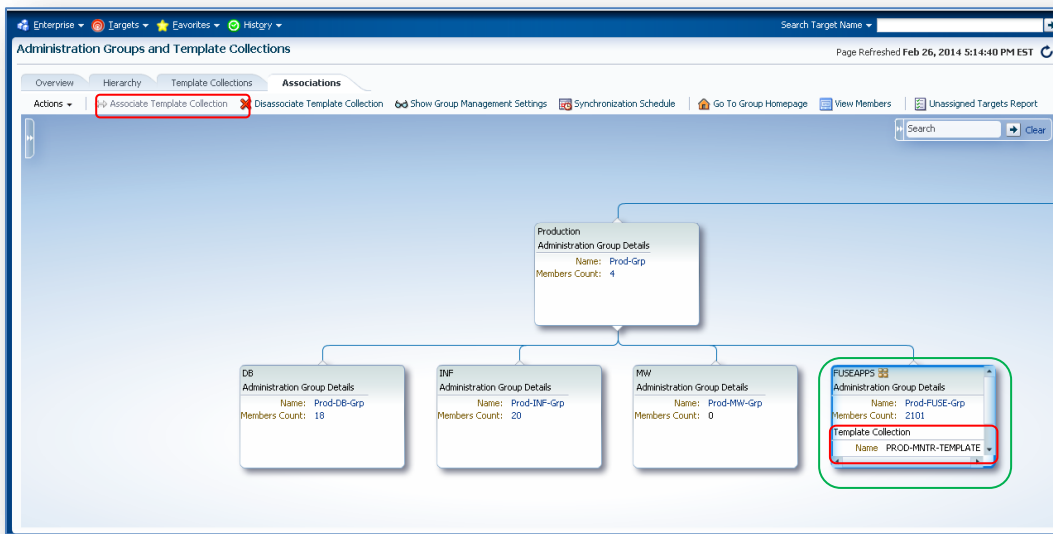 Enterprise Targets Favorites History Search Target Name
Administration Groups and Template Collections Page Refreshed Feb 26, 2014 5:14:40 PM EST
Overview Hierarchy Template Collections Associations
Actions Associate Template Collection Disassociate Template Collection Show Group Management Settings Synchronization Schedule Go To Group Homepage View Members Unassigned Targets Report
Search Clear
Production
Administration Group Details
Name: Prod-Grp
Members Count: 4
DB
Administration Group Details
Name: Prod-DB-Grp
Members Count: 18
INF
Administration Group Details
Name: Prod-INF-Grp
Members Count: 20
MW
Administration Group Details
Name: Prod-MW-Grp
Members Count: 0
FUSEAPPS
Administration Group Details
Name: Prod-FUSE-Grp
Members Count: 2101
Template Collection
Name PROD-MNTR-TEMPLATE